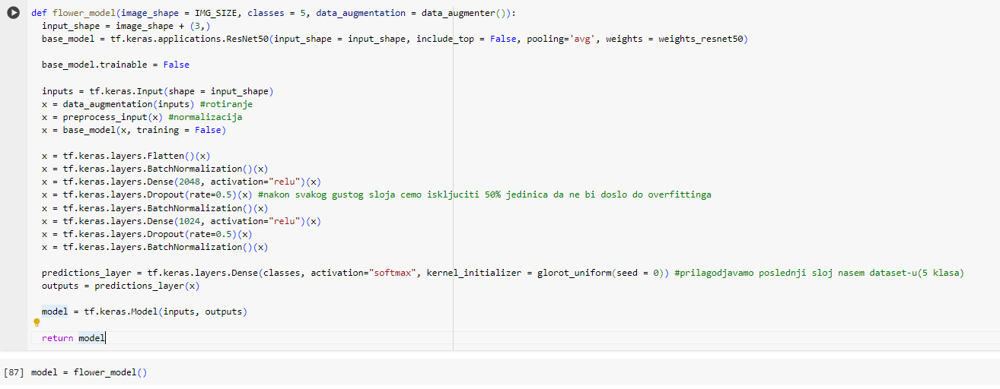 def flower_model(image_shape = IMG_SIZE, classes = 5, data_augmentation = data_augmenter()):
input_shape = image_shape + (3,)
base_model = tf.keras.applications.ResNet50(input_shape = input_shape, include_top = False, pooling='avg', weights = weights_resnet50)
base_model.trainable = False
inputs = tf.keras.Input(shape = input_shape)
x = data_augmentation(inputs) #rotiranje
x = preprocess_input(x) #normalizacija
x = base_model(x, training = False)
x = tf.keras.layers.Flatten()(x)
x = tf.keras.layers.BatchNormalization()(x)
x = tf.keras.layers.Dense(2048, activation="relu")(x)
x = tf.keras.layers.Dropout(rate=0.5)(x) #nakon svakog gustog sloja cemo iskljuciti 50% jedinica da ne bi doslo do overfittinga
x = tf.keras.layers.BatchNormalization()(x)
x = tf.keras.layers.Dense(1024, activation="relu")(x)
x = tf.keras.layers.Dropout(rate=0.5)(x)
x = tf.keras.layers.BatchNormalization()(x)
predictions_layer = tf.keras.layers.Dense(classes, activation="softmax", kernel_initializer = glorot_uniform(seed = 0)) #prilagodjavamo poslednji sloj nasem dataset-u(5 klasa)
outputs = predictions_layer(x)
model = tf.keras.Model(inputs, outputs)
return model
[87] model = flower_model()